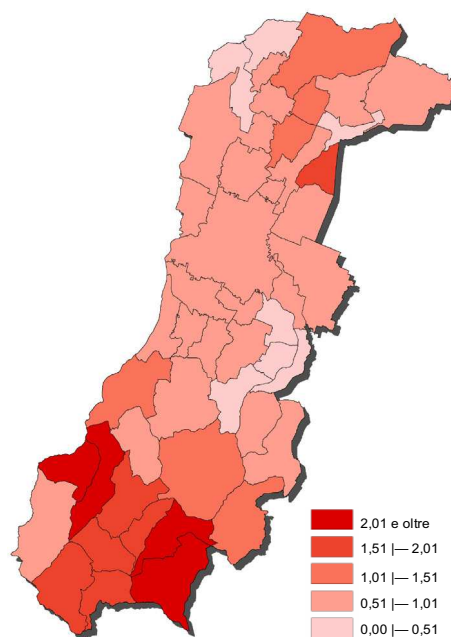 2,01 e oltre
1,51 |— 2,01
1,01 |— 1,51
0,51 |— 1,01
0,00 |— 0,51